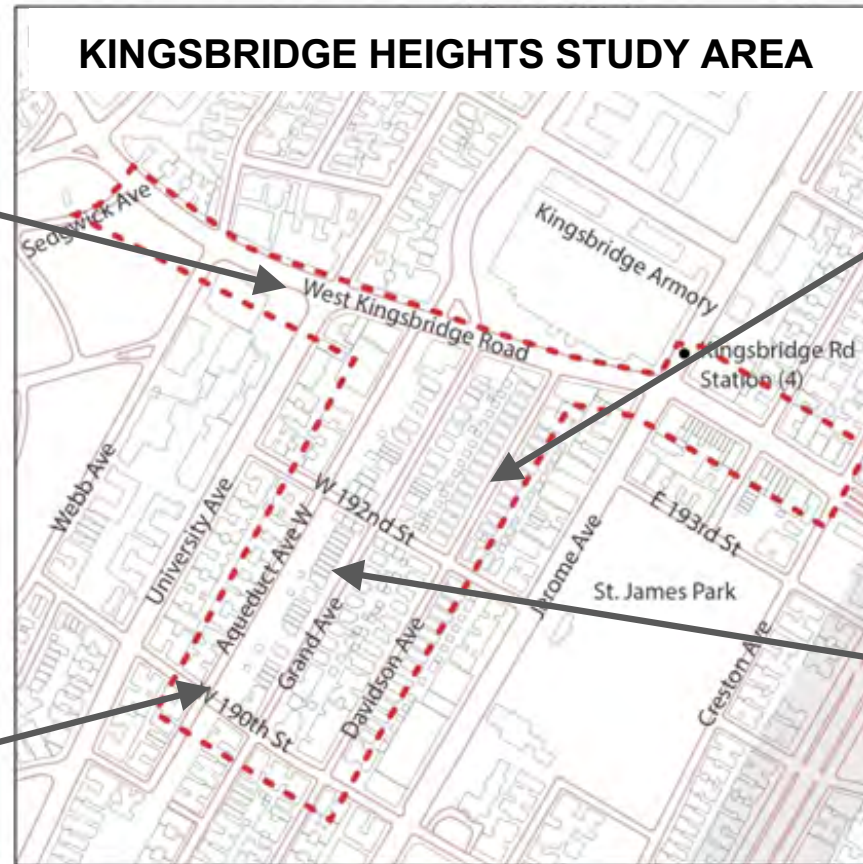 KINGSBRIDGE HEIGHTS STUDY AREA
Sedgwick Ave
Kingsbridge Armory
West Kingsbridge Road
Kingsbridge Rd
Station (4)
Webb Ave
University Ave
W 192nd St
E 193rd St
Aqueduct Ave W
Jerome Ave
St. James Park
Grand Ave
Davidson Ave
Creston Ave
W 190th St